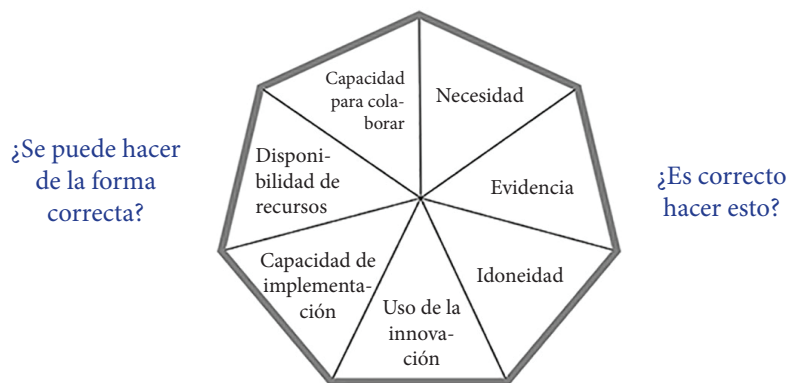 ¿Se puede hacer
de la forma
correcta?
Capacidad
para cola-
borar
Necesidad
Disponi-
bilidad de
recursos
Evidencia
Capacidad de
implementa-
ción
Uso de la
innova-
ción
Idoneidad
¿Es correcto
hacer esto?